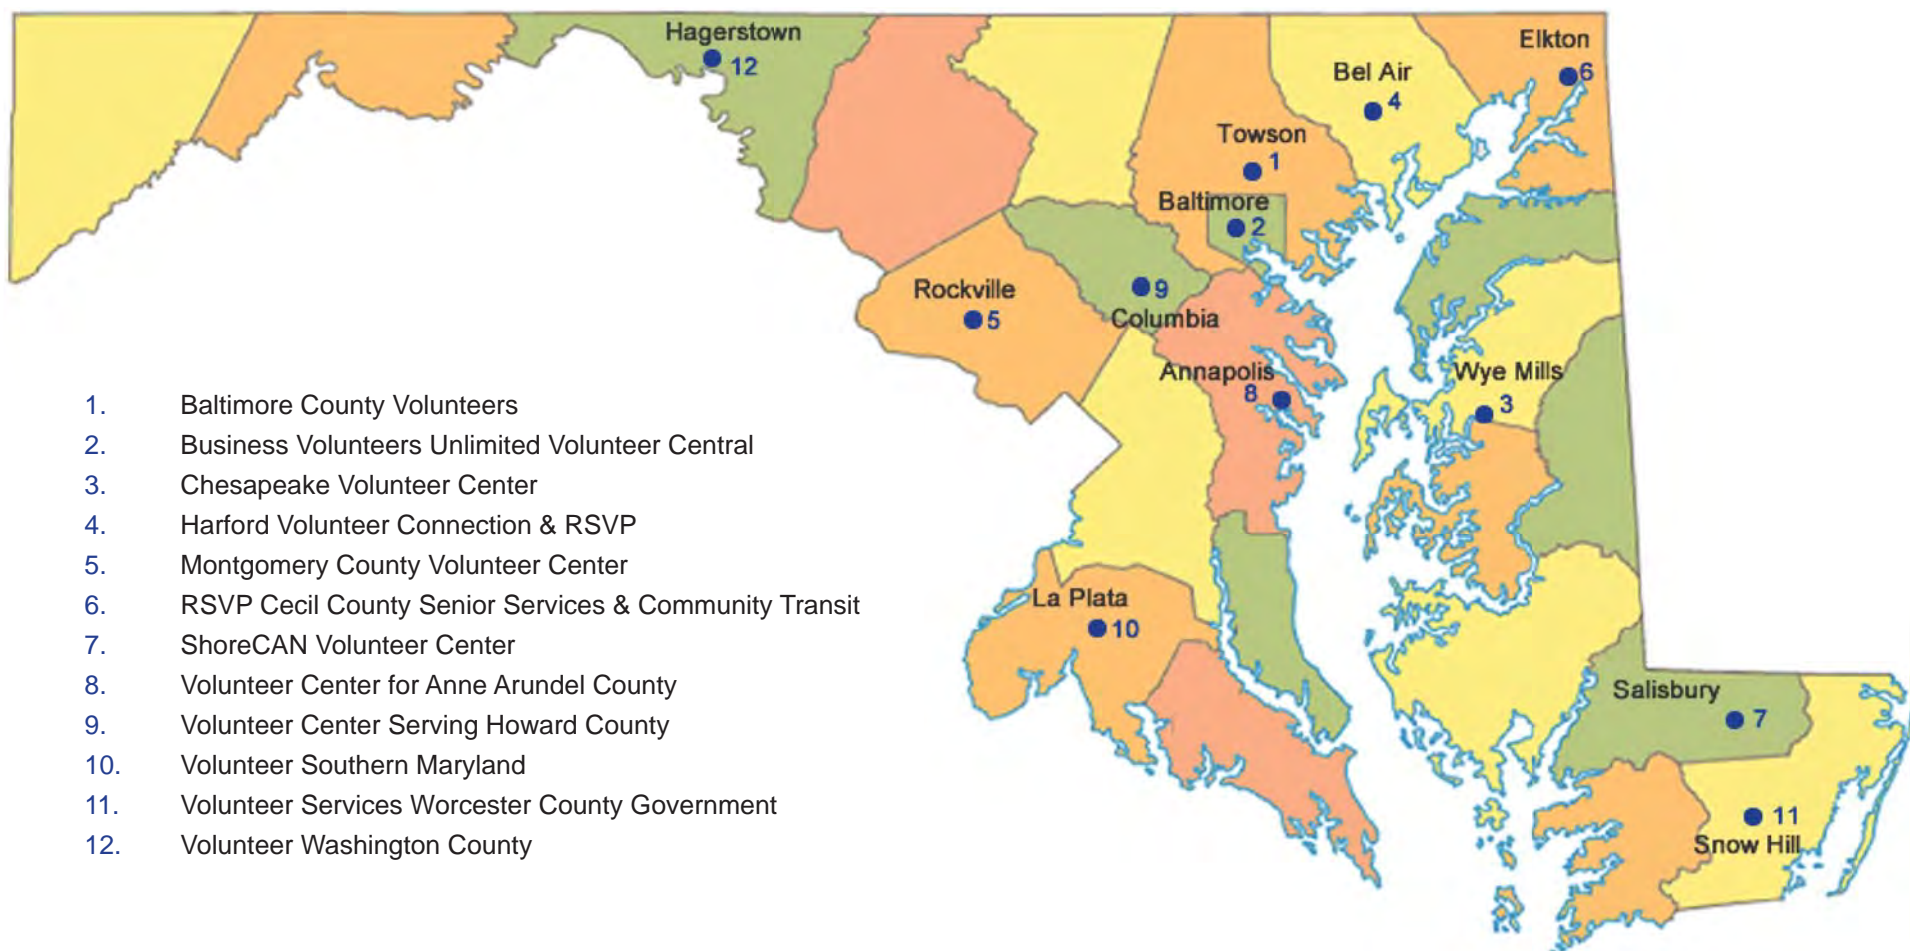 Hagerstown
12
Elkton
6
Bel Air
4
Towson
1
Baltimore
2
Rockville
5
9
Columbia
Annapolis
8
Wye Mills
3
La Plata
10
Salisbury
7
11
Snow Hill
1. Baltimore County Volunteers
2. Business Volunteers Unlimited Volunteer Central
3. Chesapeake Volunteer Center
4. Harford Volunteer Connection & RSVP
5. Montgomery County Volunteer Center
6. RSVP Cecil County Senior Services & Community Transit
7. ShoreCAN Volunteer Center
8. Volunteer Center for Anne Arundel County
9. Volunteer Center Serving Howard County
10. Volunteer Southern Maryland
11. Volunteer Services Worcester County Government
12. Volunteer Washington County